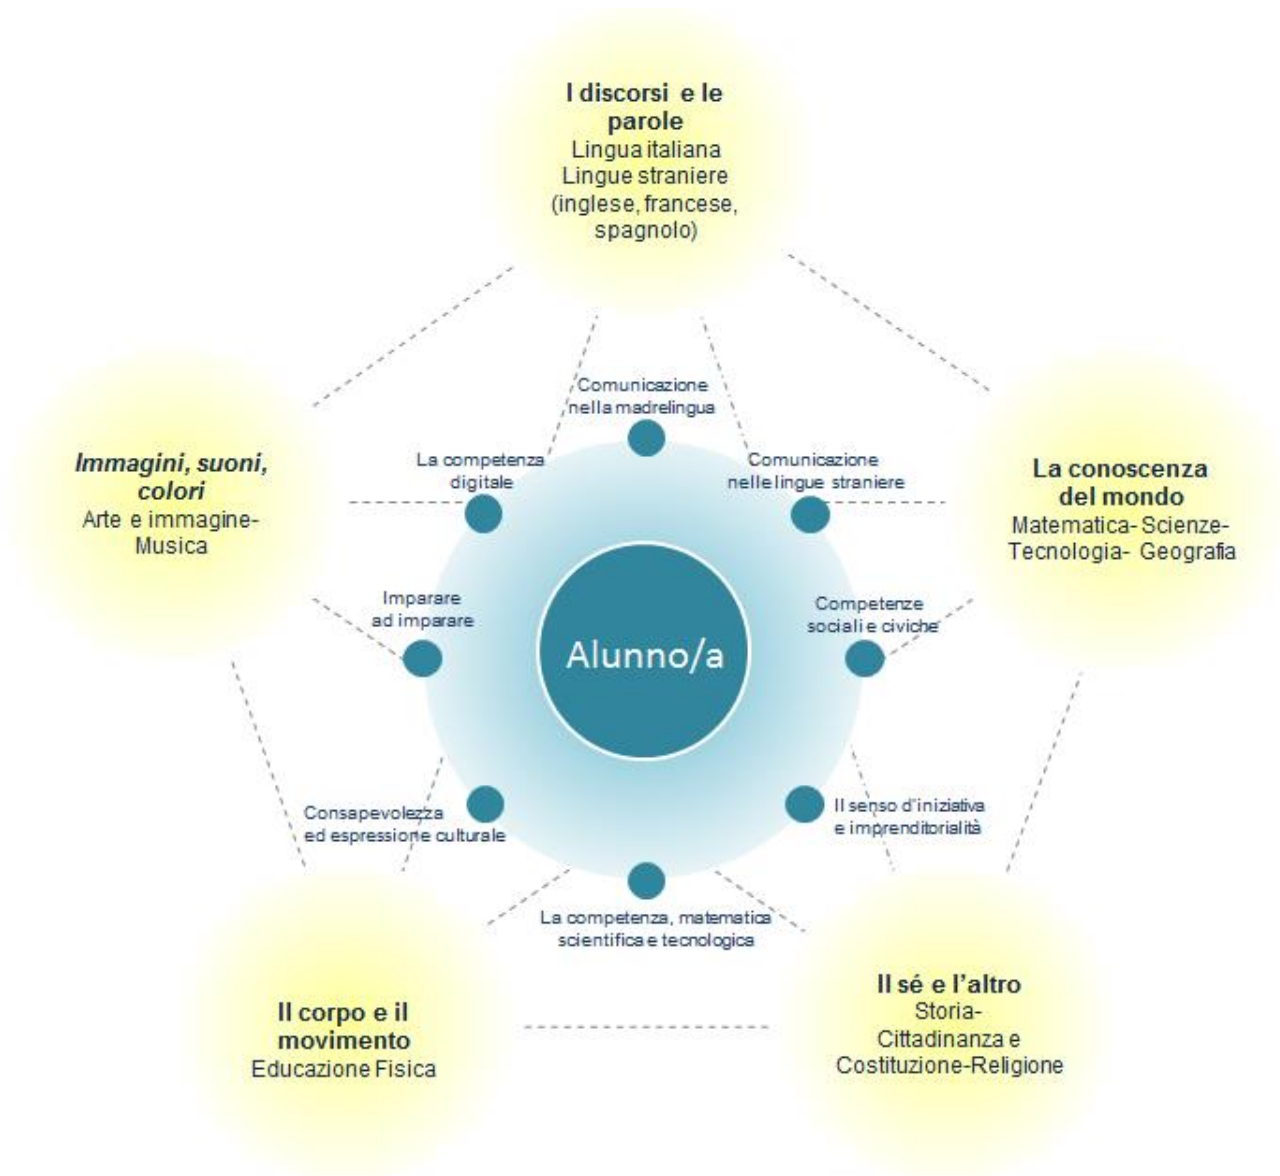 I discorsi e le
parole
Lingua italiana
Lingue straniere
(inglese, francese,
spagnolo)
Comunicazione
nella madrelingua
La competenza
digitale
Comunicazione
nelle lingue straniere
Immagini, suoni,
colori
Arte e immagine-
Musica
La conoscenza
del mondo
Matematica- Scienze-
Tecnologia- Geografia
Imparare
ad imparare
Competenze
sociali e civiche
Alunno/a
Consapevolezza
ed espressione culturale
Il senso d'iniziativa
e imprenditorialità
La competenza, matematica
scientifica e tecnologica
Il corpo e il
movimento
Educazione Fisica
Il sé e l'altro
Storia-
Cittadinanza e
Costituzione-Religione